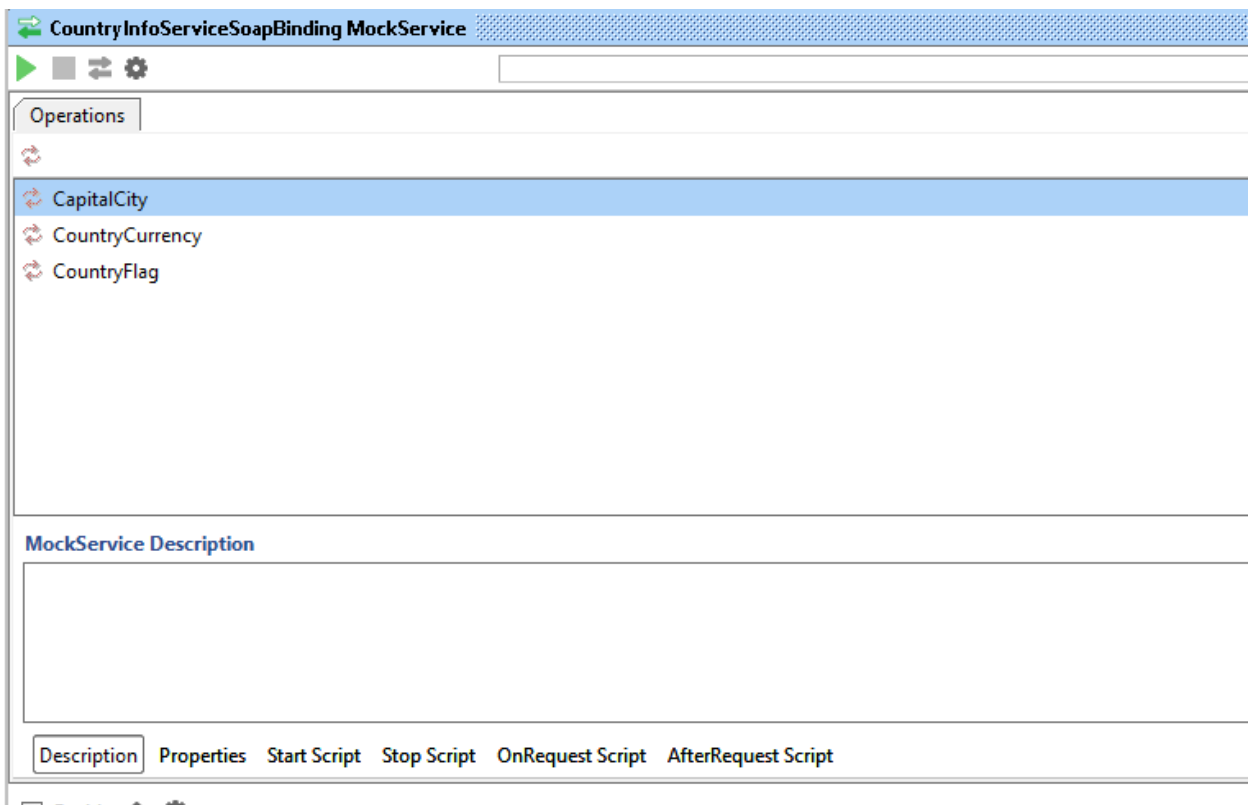 CountryInfoServiceSoapBinding MockService
Operations
CapitalCity
CountryCurrency
CountryFlag
MockService Description
Description Properties Start Script Stop Script OnRequest Script AfterRequest Script